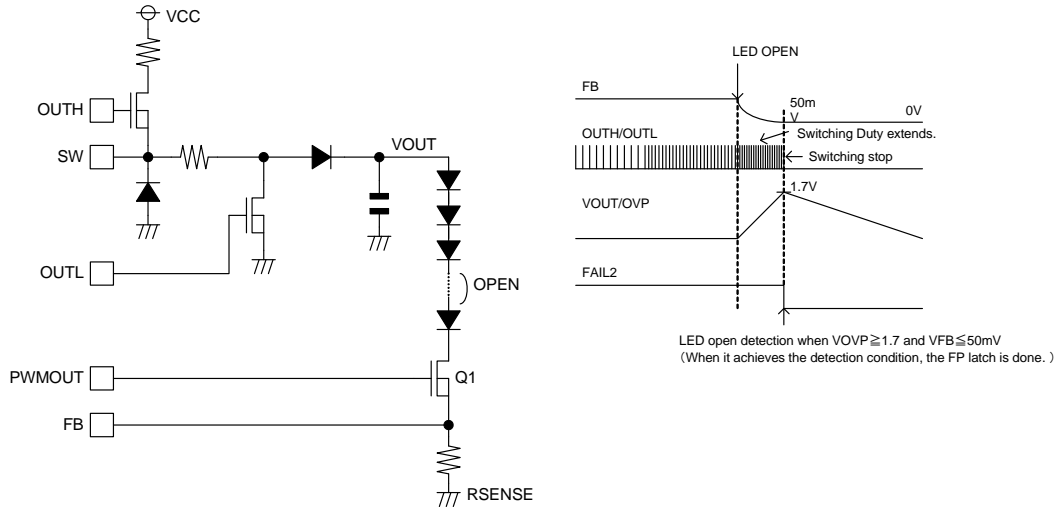 VCC
OUTH
SW
VOUT
OUTL
OPEN
PWMOUT
Q1
FB
RSENSE
LED OPEN
FB
50m
V
0V
OUTH/OUTL
Switching Duty extends.
Switching stop
1.7V
VOUT/OVP
FAIL2
LED open detection when VOVP≧1.7 and VFB≦50mV
(When it achieves the detection condition, the FP latch is done. )